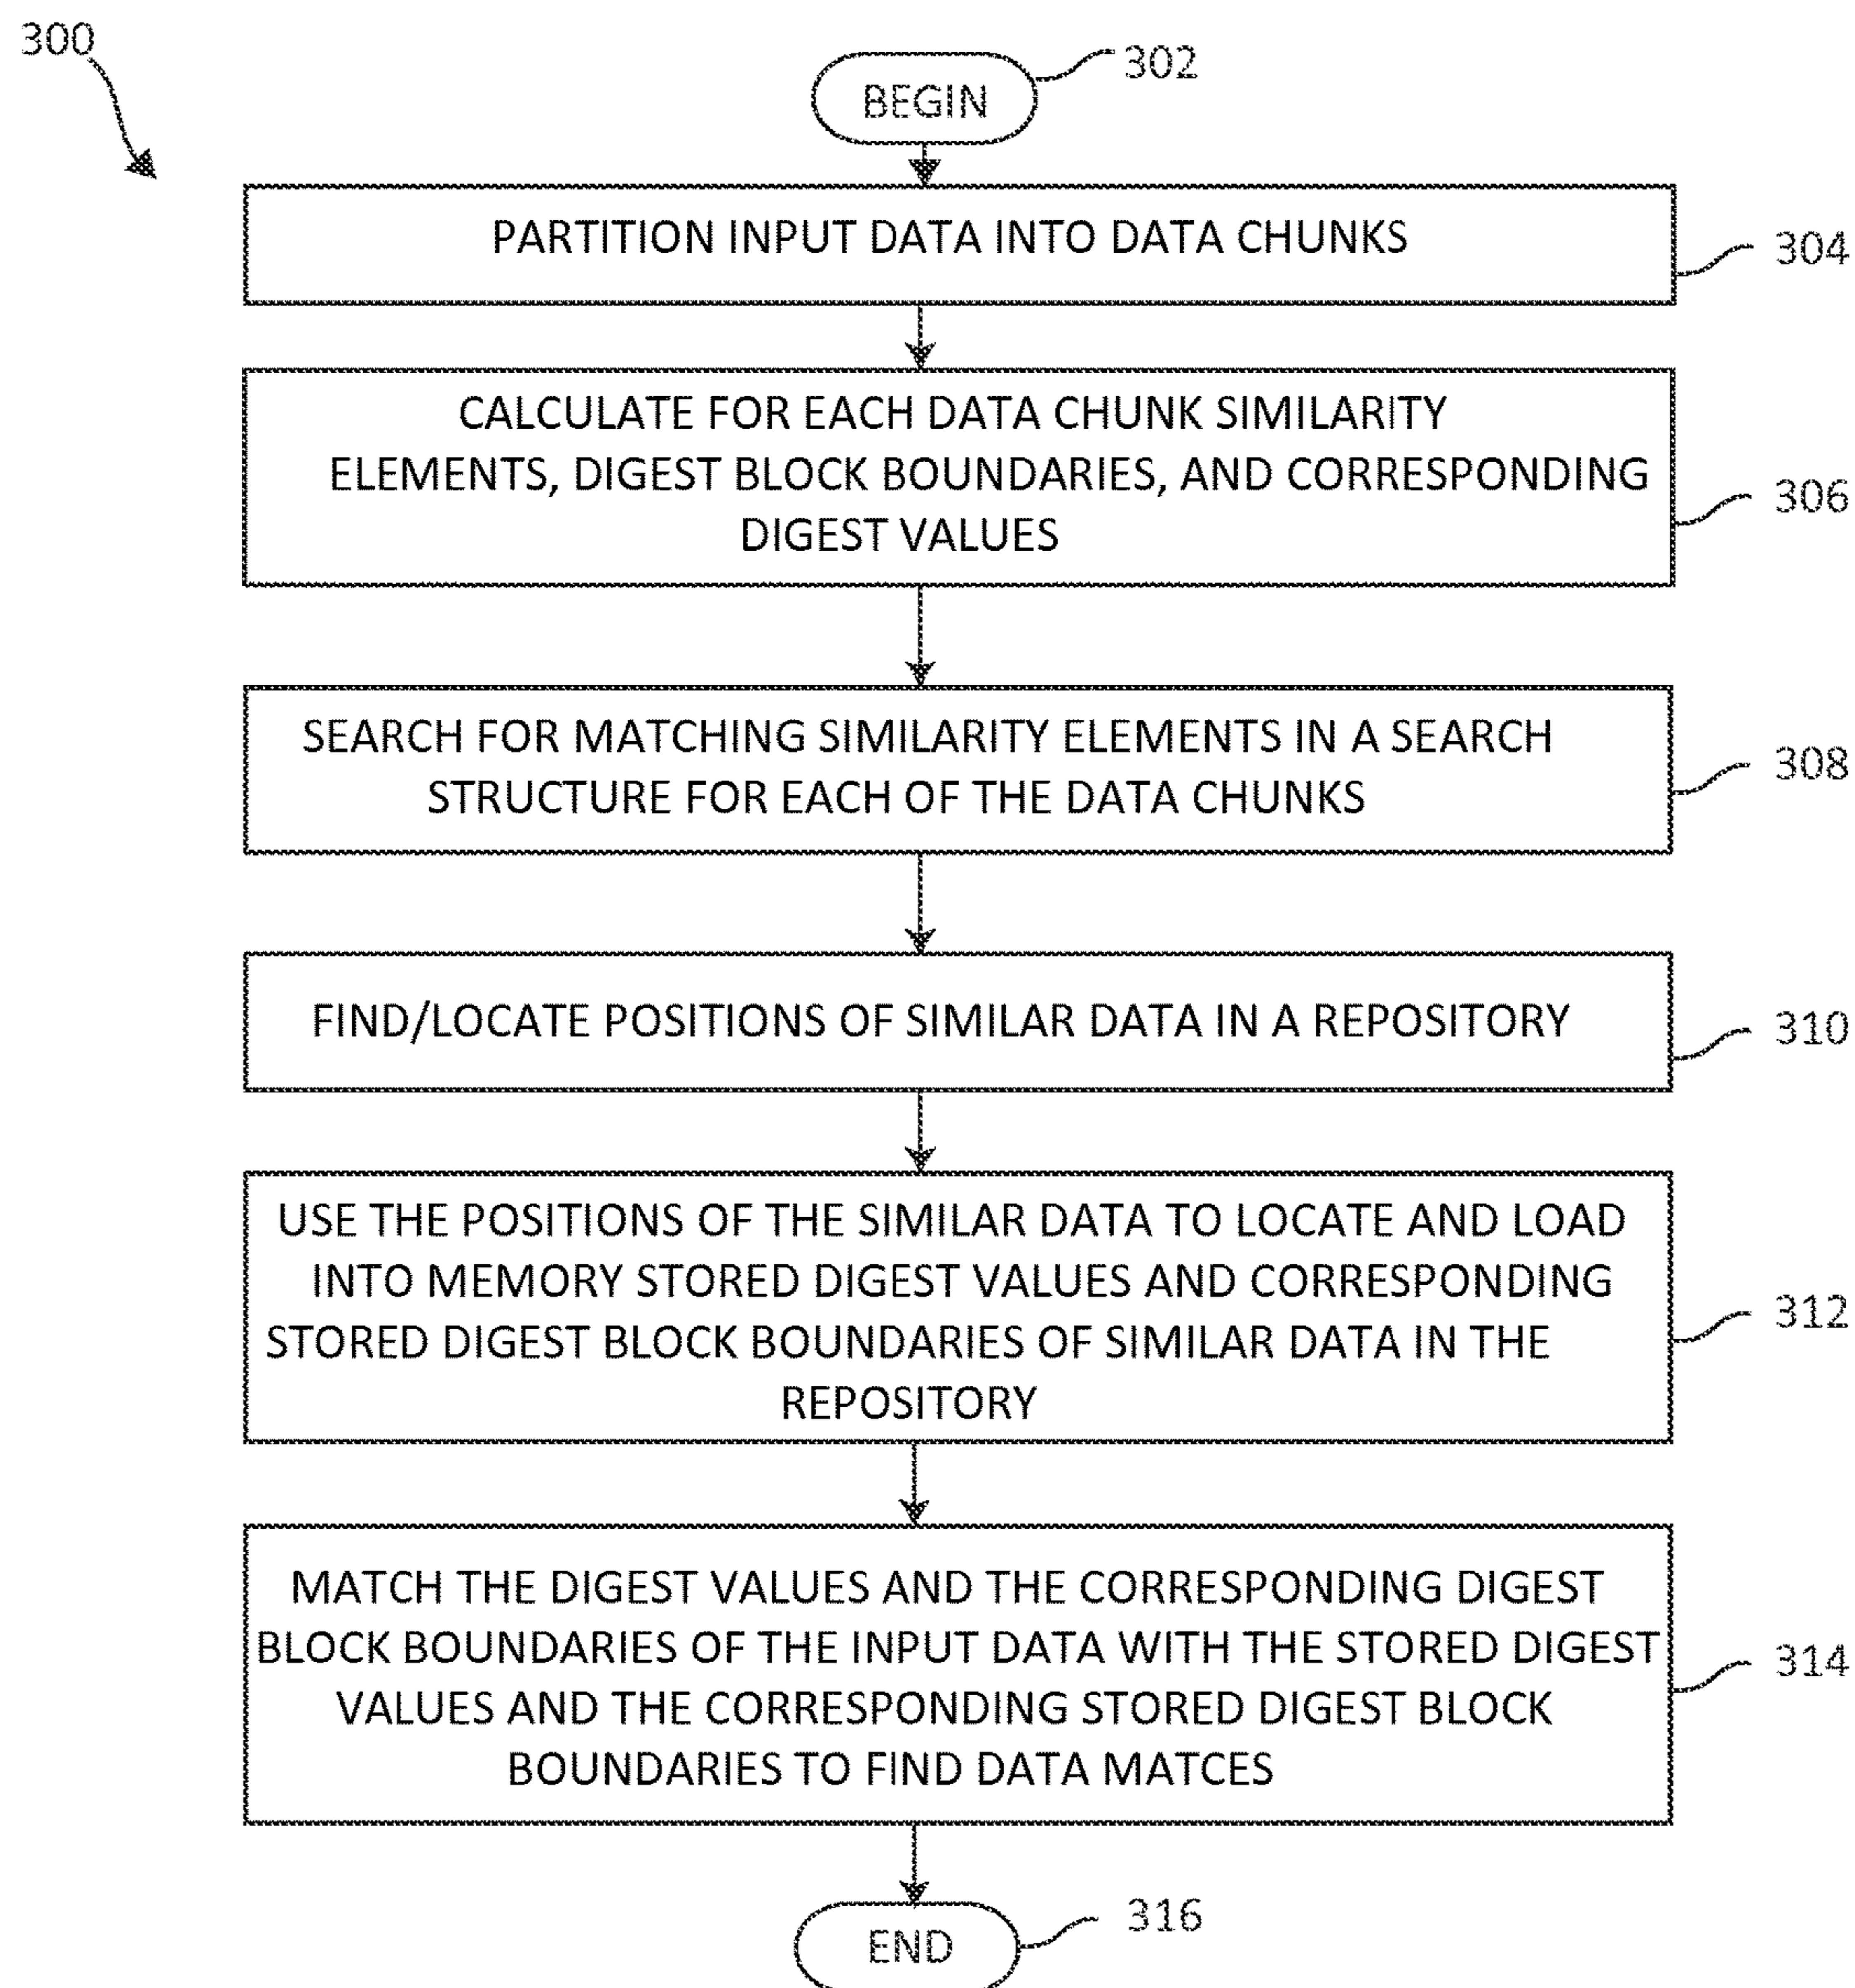 300
302
BEGIN
PARTITION INPUT DATA INTO DATA CHUNKS
304
CALCULATE FOR EACH DATA CHUNK SIMILARITY
ELEMENTS, DIGEST BLOCK BOUNDARIES, AND CORRESPONDING
DIGEST VALUES
306
SEARCH FOR MATCHING SIMILARITY ELEMENTS IN A SEARCH
STRUCTURE FOR EACH OF THE DATA CHUNKS
308
FIND/LOCATE POSITIONS OF SIMILAR DATA IN A REPOSITORY
310
USE THE POSITIONS OF THE SIMILAR DATA TO LOCATE AND LOAD
INTO MEMORY STORED DIGEST VALUES AND CORRESPONDING
STORED DIGEST BLOCK BOUNDARIES OF SIMILAR DATA IN THE
REPOSITORY
312
MATCH THE DIGEST VALUES AND THE CORRESPONDING DIGEST
BLOCK BOUNDARIES OF THE INPUT DATA WITH THE STORED DIGEST
VALUES AND THE CORRESPONDING STORED DIGEST BLOCK
BOUNDARIES TO FIND DATA MATCES
314
END
316